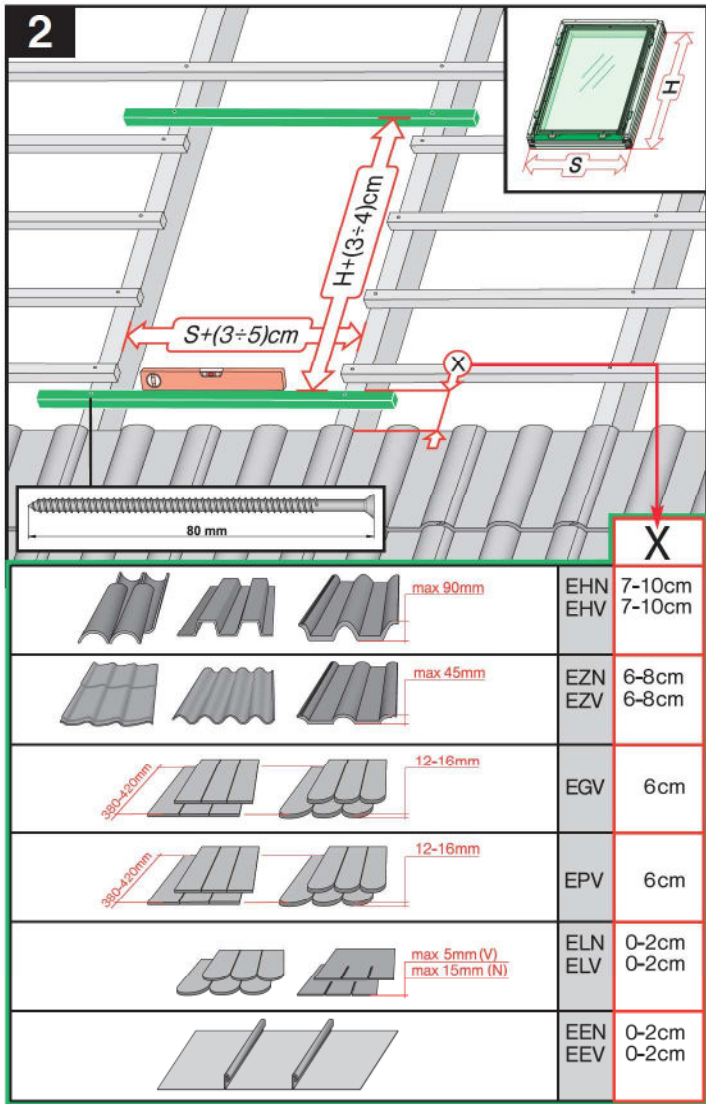 2
H
S
H+(3÷4)cm
S+(3÷5)cm
X
80 mm
X
max 90mm
EHN 7-10cm
EHV 7-10cm
max 45mm
EZN 6-8cm
EZV 6-8cm
380-420mm
12-16mm
EGV 6cm
380-420mm
12-16mm
EPV 6cm
max 5mm (V)
max 15mm (N)
ELN 0-2cm
ELV 0-2cm
EEN 0-2cm
EEV 0-2cm